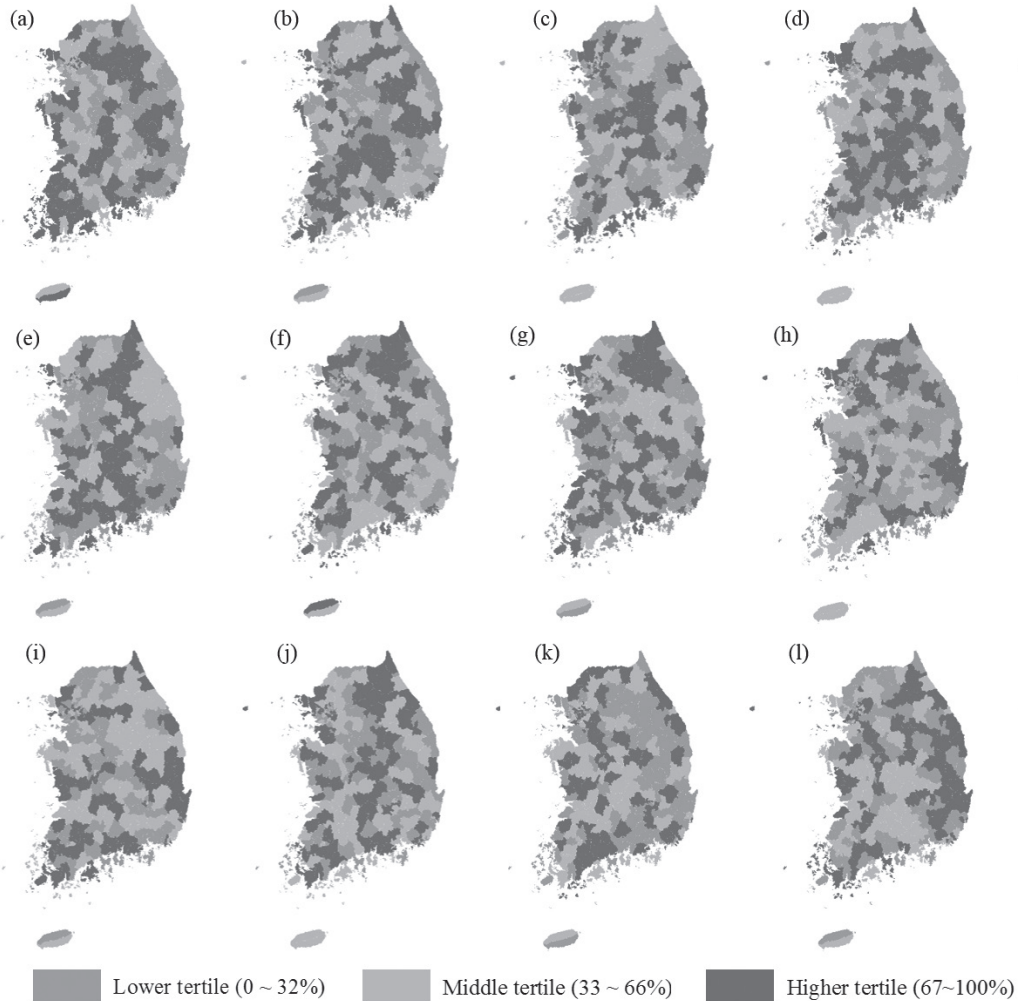 (a) (b) (c) (d)
(e) (f) (g) (h)
(i) (j) (k) (l)
Lower tertile (0 ~ 32%) Middle tertile (33 ~ 66%) Higher tertile (67~100%)